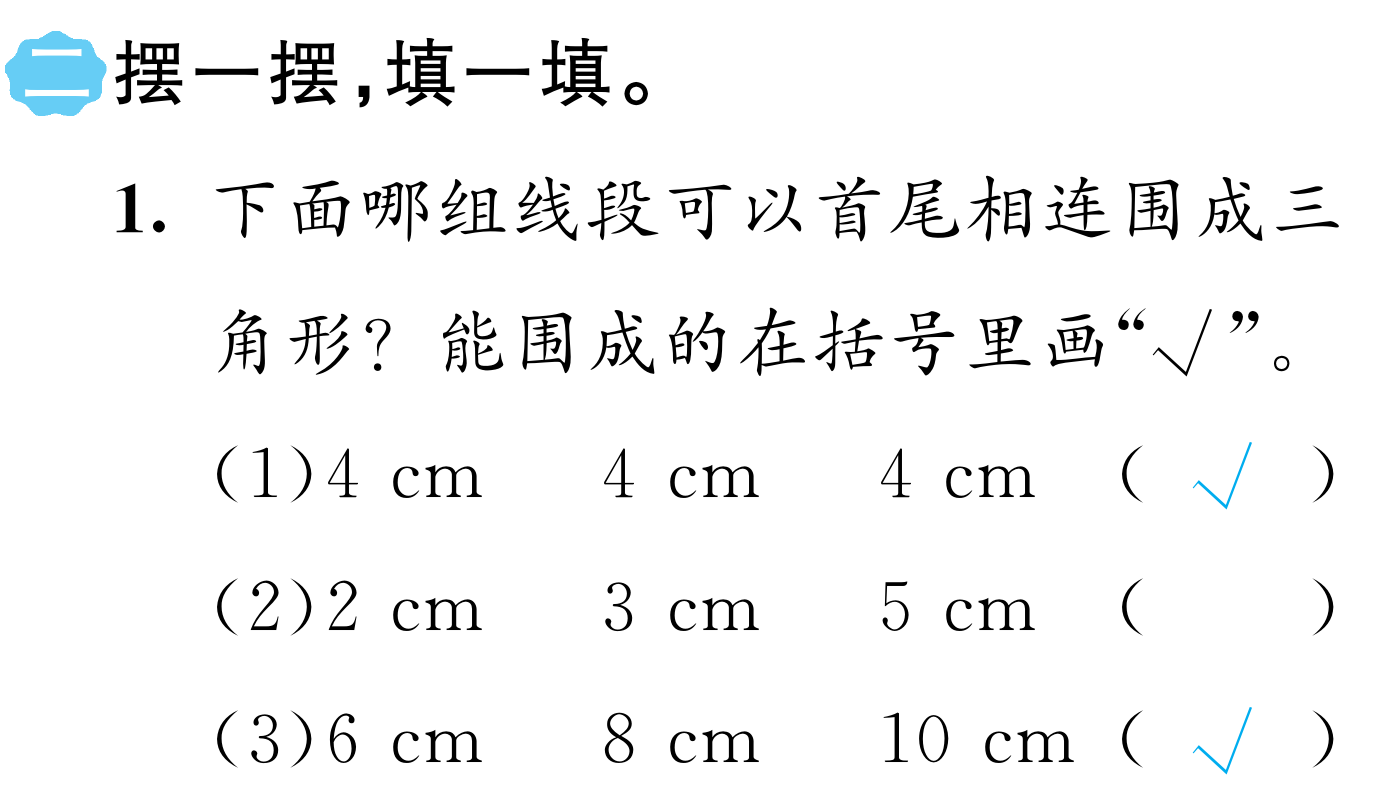 二 摆一摆,填一填。
1. 下面哪组线段可以首尾相连围成三
角形? 能围成的在括号里画“√”。
(1)4 cm 4 cm 4 cm ( √ )
(2)2 cm 3 cm 5 cm ( )
(3)6 cm 8 cm 10 cm ( √ )